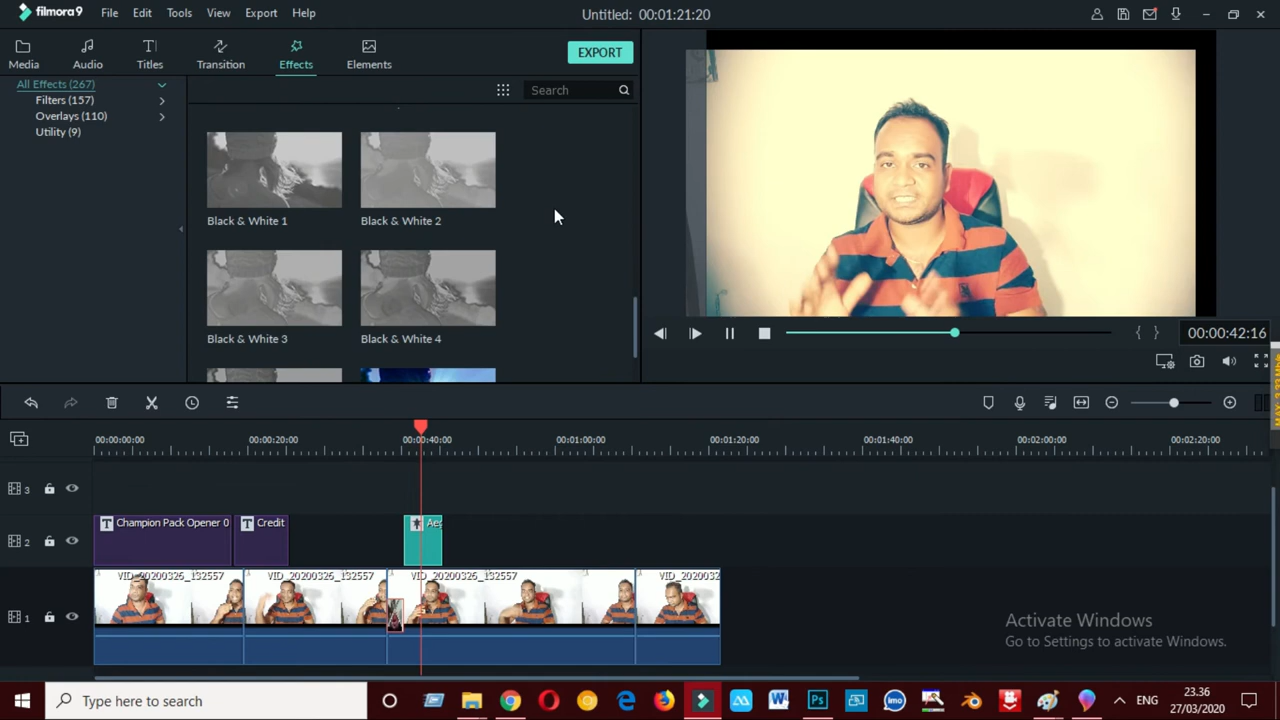 filmora9 File Edit Tools View Export Help Untitled: 00:01:21:20
Media Audio Titles Transition Effects Elements EXPORT
All Effects (267)
Filters (157)
Overlays (110)
Utility (9)
Search
Black & White 1 Black & White 2
Black & White 3 Black & White 4
{ } 00:00:42:16
00:00:00:00 00:00:20:00 00:00:40:00 00:01:00:00 00:01:20:00 00:01:40:00 00:02:00:00 00:02:20:00
3
2 T Champion Pack Opener 0 T Credit
1 VID_20200326_132557 VID_20200326_132557 VID_20200326_132557 VID_2020032
Activate Windows
Go to Settings to activate Windows.
Type here to search
ENG
23.36
27/03/2020